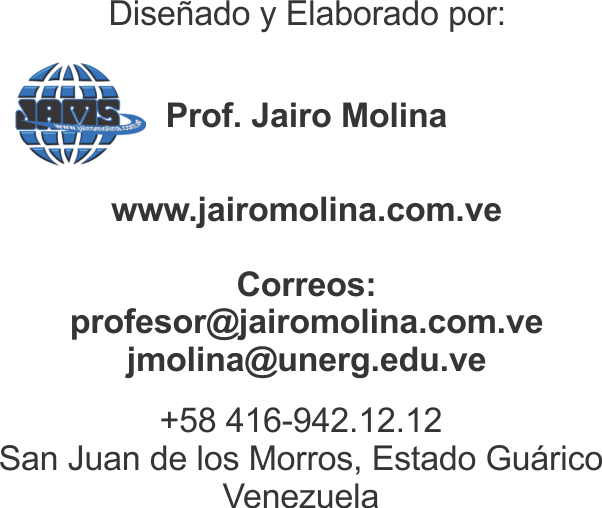 Diseñado y Elaborado por:
JAMS
www.jairomolina.com.ve
Prof. Jairo Molina
www.jairomolina.com.ve
Correos:
profesor@jairomolina.com.ve
jmolina@unerg.edu.ve
+58 416-942.12.12
San Juan de los Morros, Estado Guárico
Venezuela